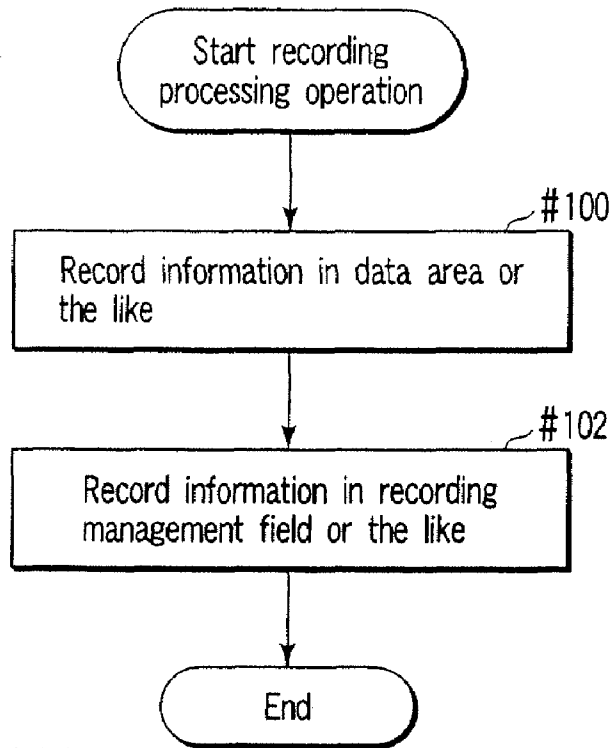 Start recording
processing operation
#100
Record information in data area or
the like
#102
Record information in recording
management field or the like
End